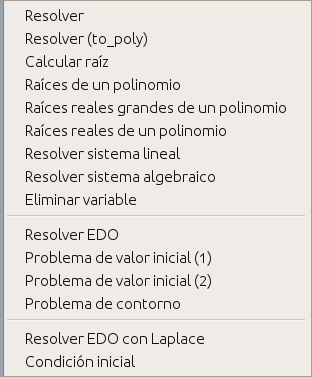 Resolver
Resolver (to_poly)
Calcular raíz
Raíces de un polinomio
Raíces reales grandes de un polinomio
Raíces reales de un polinomio
Resolver sistema lineal
Resolver sistema algebraico
Eliminar variable
Resolver EDO
Problema de valor inicial (1)
Problema de valor inicial (2)
Problema de contorno
Resolver EDO con Laplace
Condición inicial